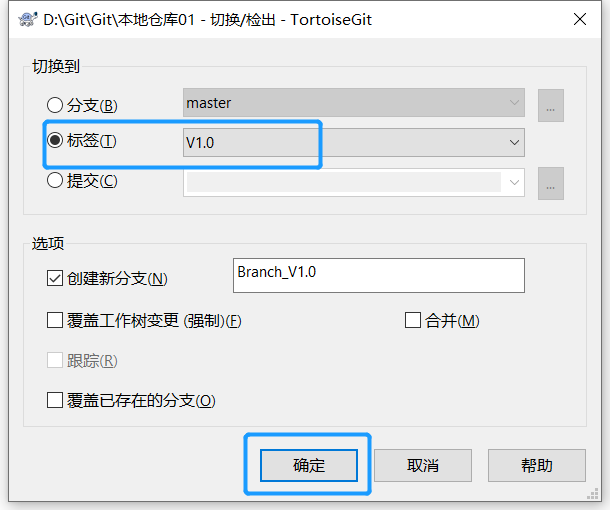 D:\Git\Git\本地仓库01 - 切换/检出 - TortoiseGit
切换到
分支(B) master ...
标签(T) V1.0
提交(C) ...
选项
创建新分支(N) Branch_V1.0
覆盖工作树变更 (强制)(F) 合并(M)
跟踪(R)
覆盖已存在的分支(O)
确定 取消 帮助